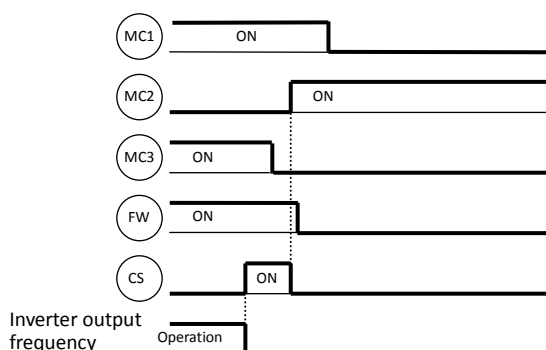 MC1 ON
MC2 ON
MC3 ON
FW ON
CS ON
Inverter output
frequency Operation